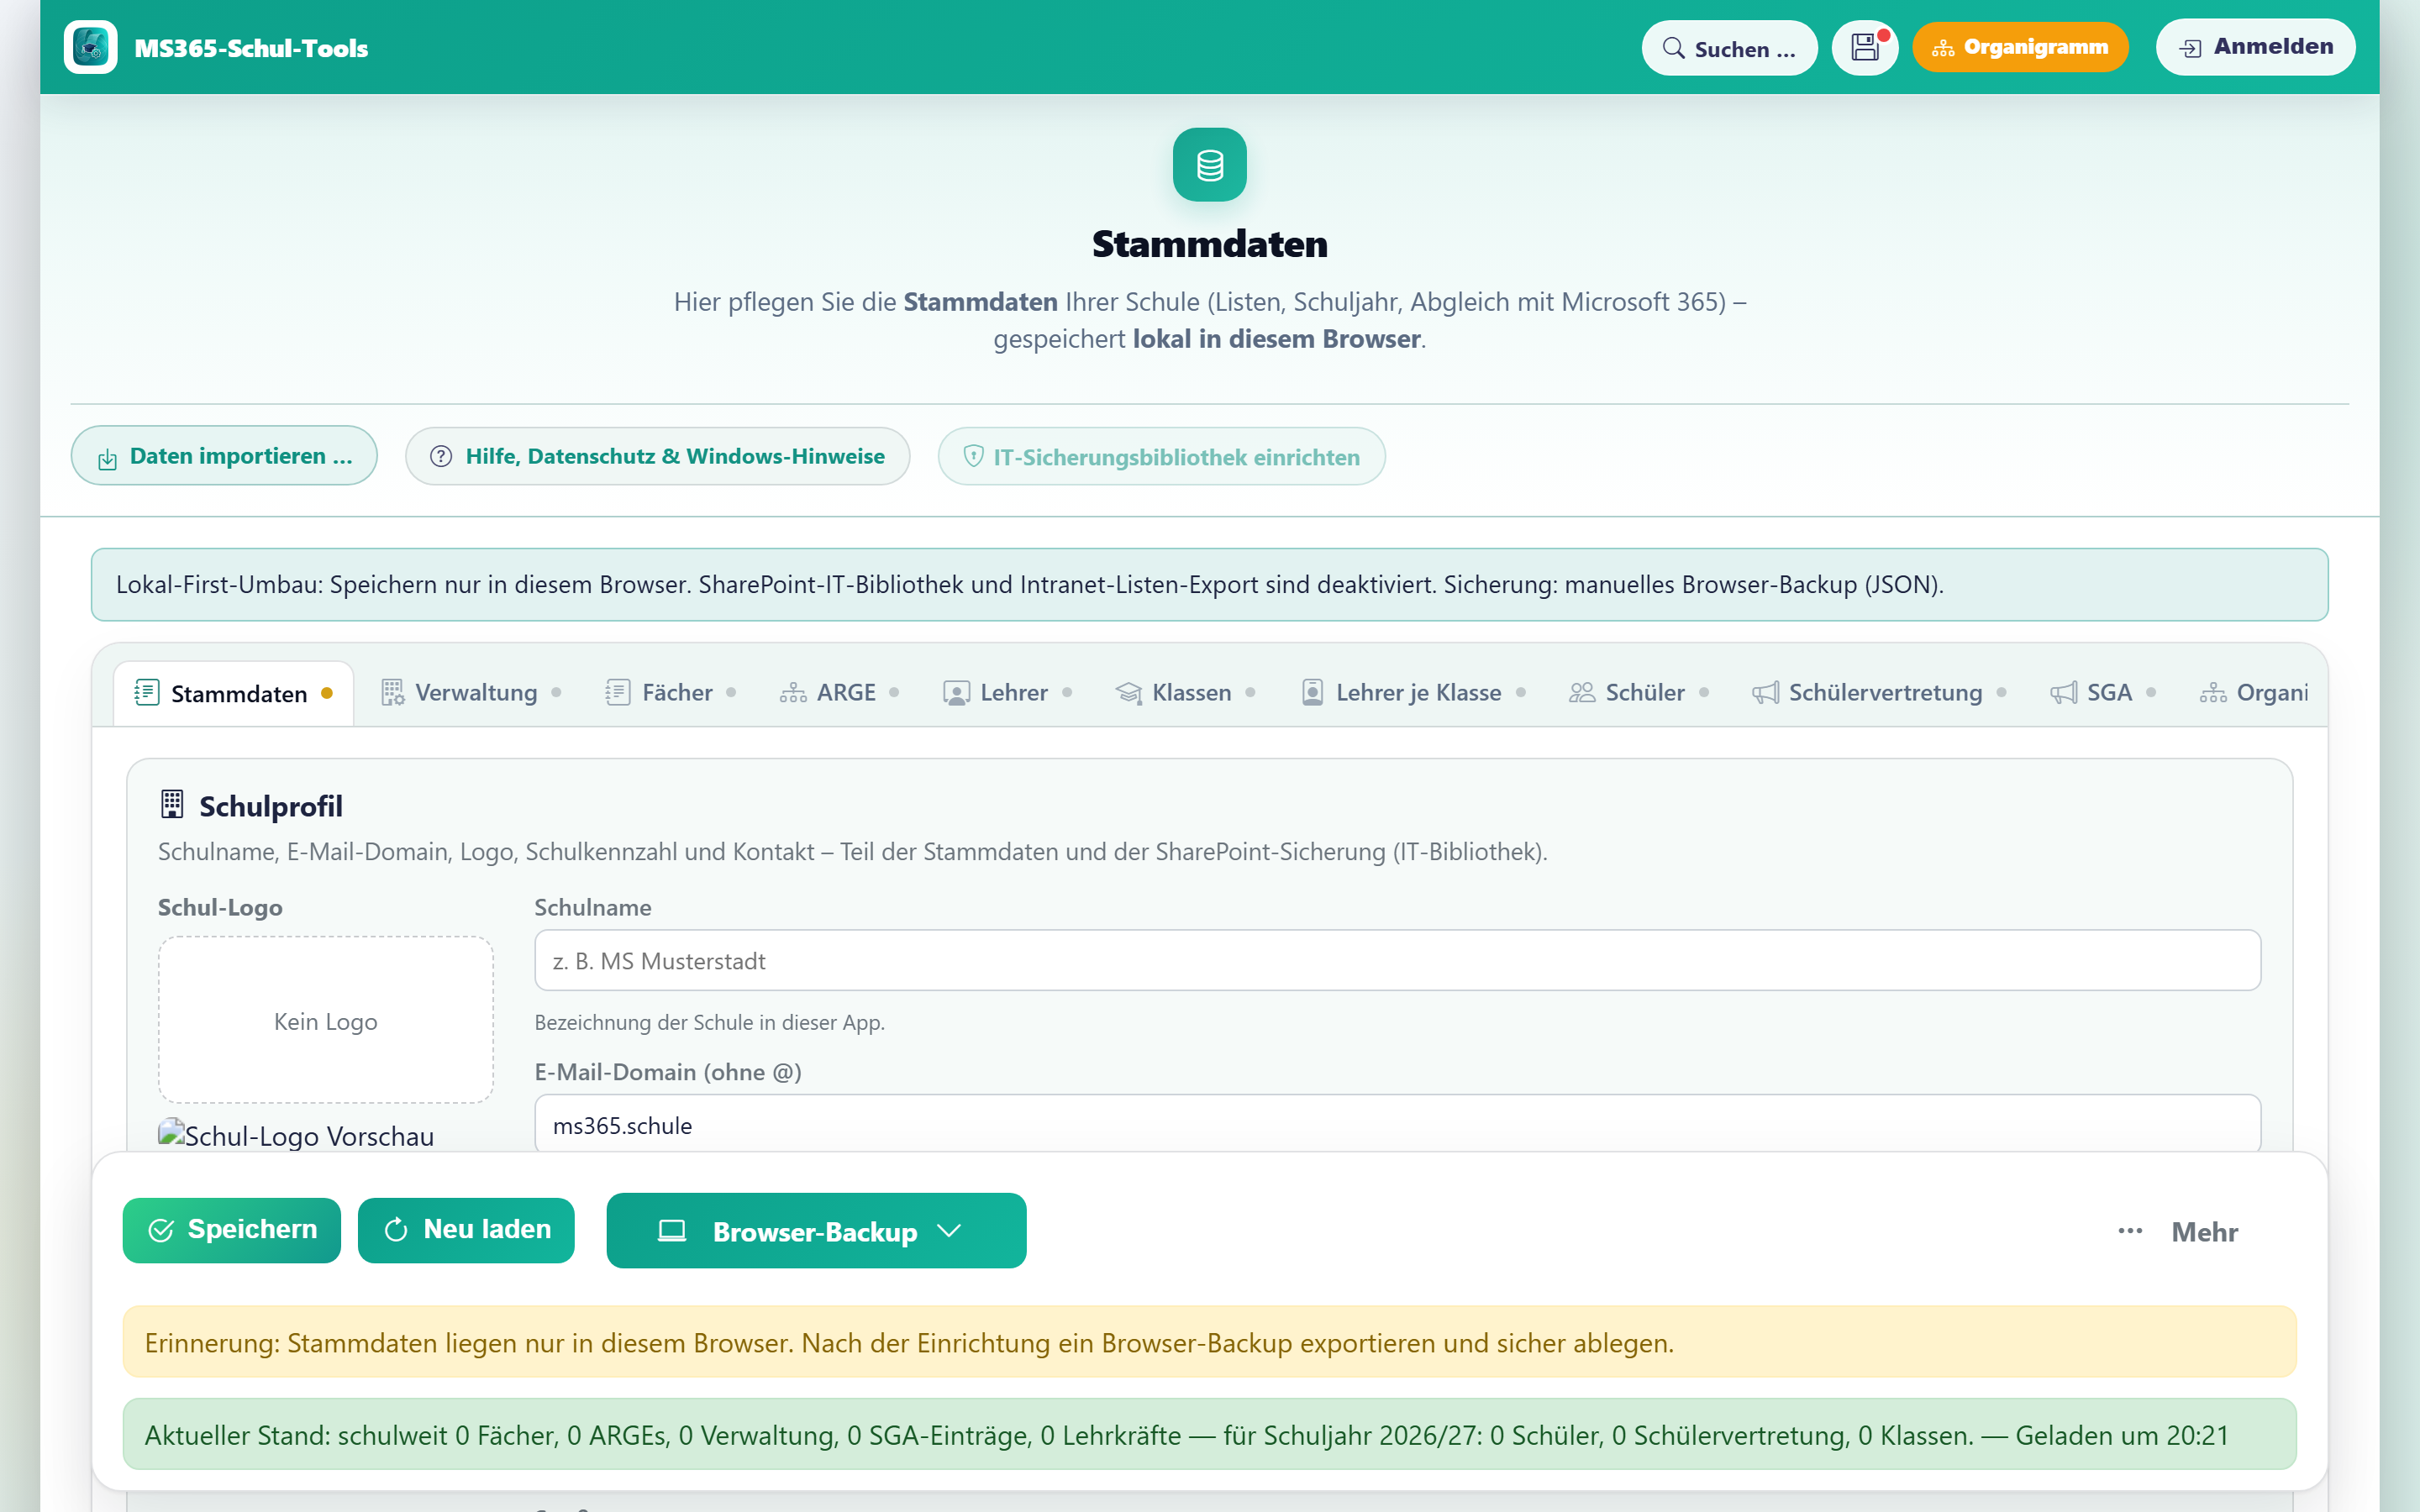 MS365-Schul-Tools
Suchen ...
Organigramm
Anmelden
Stammdaten
Hier pflegen Sie die Stammdaten Ihrer Schule (Listen, Schuljahr, Abgleich mit Microsoft 365) –
gespeichert lokal in diesem Browser.
Daten importieren ...
Hilfe, Datenschutz & Windows-Hinweise
IT-Sicherungsbibliothek einrichten
Lokal-First-Umbau: Speichern nur in diesem Browser. SharePoint-IT-Bibliothek und Intranet-Listen-Export sind deaktiviert. Sicherung: manuelles Browser-Backup (JSON).
Stammdaten
Verwaltung
Fächer
ARGE
Lehrer
Klassen
Lehrer je Klasse
Schüler
Schülervertretung
SGA
Organi
Schulprofil
Schulname, E-Mail-Domain, Logo, Schulkennzahl und Kontakt – Teil der Stammdaten und der SharePoint-Sicherung (IT-Bibliothek).
Schul-Logo
Kein Logo
Schul-Logo Vorschau
Schulname
z. B. MS Musterstadt
Bezeichnung der Schule in dieser App.
E-Mail-Domain (ohne @)
ms365.schule
Speichern
Neu laden
Browser-Backup
Mehr
Erinnerung: Stammdaten liegen nur in diesem Browser. Nach der Einrichtung ein Browser-Backup exportieren und sicher ablegen.
Aktueller Stand: schulweit 0 Fächer, 0 ARGEs, 0 Verwaltung, 0 SGA-Einträge, 0 Lehrkräfte — für Schuljahr 2026/27: 0 Schüler, 0 Schülervertretung, 0 Klassen. — Geladen um 20:21